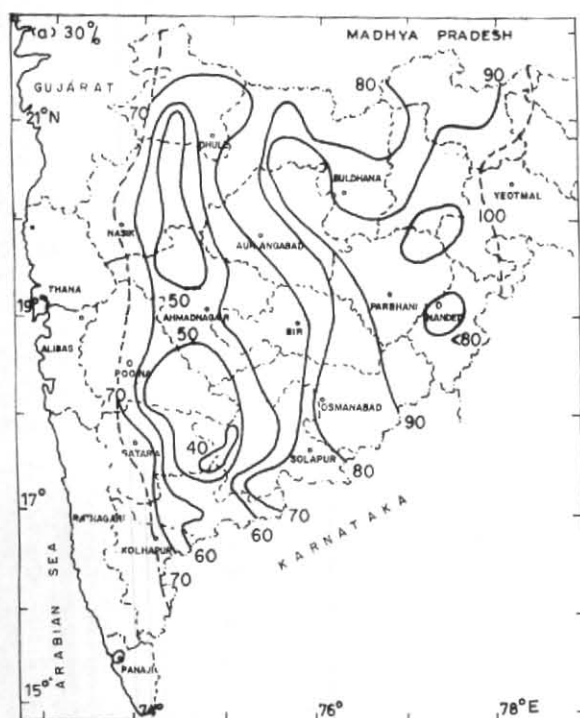 (a) 30%
MADHYA PRADESH
GUJARAT
80
90
70
21°N
DHULE
BULDHANA
YEOTMAL
100
NASIK
AURANGABAD
THANA
50
PARBHANI
19°
AHMADNAGAR
BIR
NANDED
50
<80
ALIBAG
POONA
70
OSMANABAD
90
40
SATARA
SOLAPUR
80
17°
70
RATNAGARI
60
KOLHAPUR
60
KARNATAKA
70
ARABIAN SEA
PANAJI
15°
74°
76°
78°E